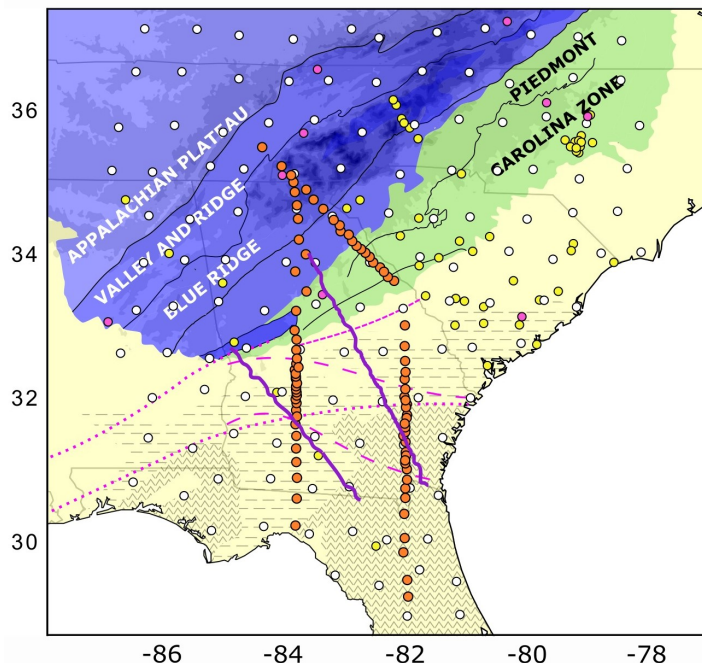 36
34
32
30
-86
-84
-82
-80
-78
APPALACHIAN PLATEAU
VALLEY AND RIDGE
BLUE RIDGE
PIEDMONT
CAROLINA ZONE